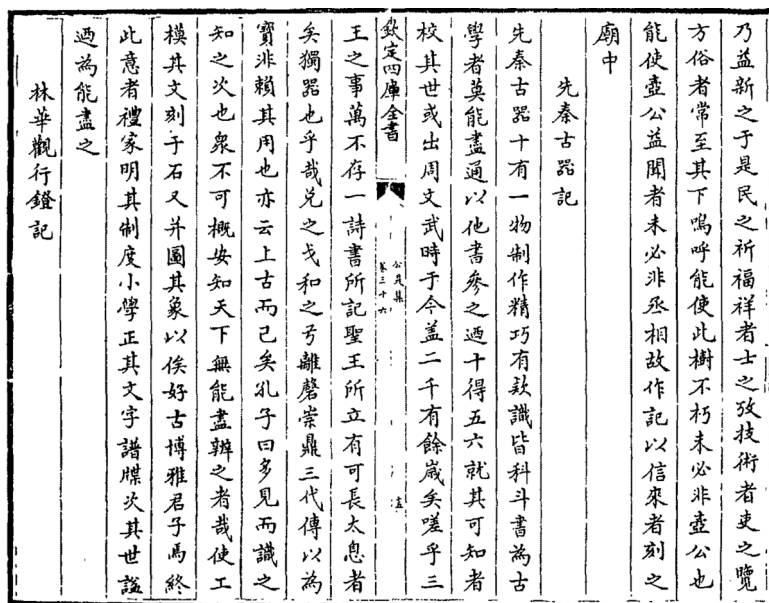 乃益新之于是民之祈福祥者士之攷技術者吏之覽
方俗者常至其下嗚呼能使此樹不朽未必非壺公也
能使壺公益聞者未必非丞相故作記以信來者刻之
廟中
先秦古器記
先秦古器十有一物制作精巧有款識皆科斗書為古
學者莫能盡通以他書參之廼十得五六就其可知者
校其世或出周文武時于今蓋二千有餘歲矣嗟乎三
欽定四庫全書
公是集
卷三十六
王之事萬不存一詩書所記聖王所立有可長太息者
矣獨器也乎哉兌之戈和之弓離磬崇鼎三代傳以為
寶非賴其用也亦云上古而已矣孔子曰多見而識之
知之次也衆不可概安知天下無能盡辨之者哉使工
模其文刻于石又并圖其象以俟好古博雅君子焉終
此意者禮家明其制度小學正其文字譜牒次其世諡
廼為能盡之
林華觀行鐙記